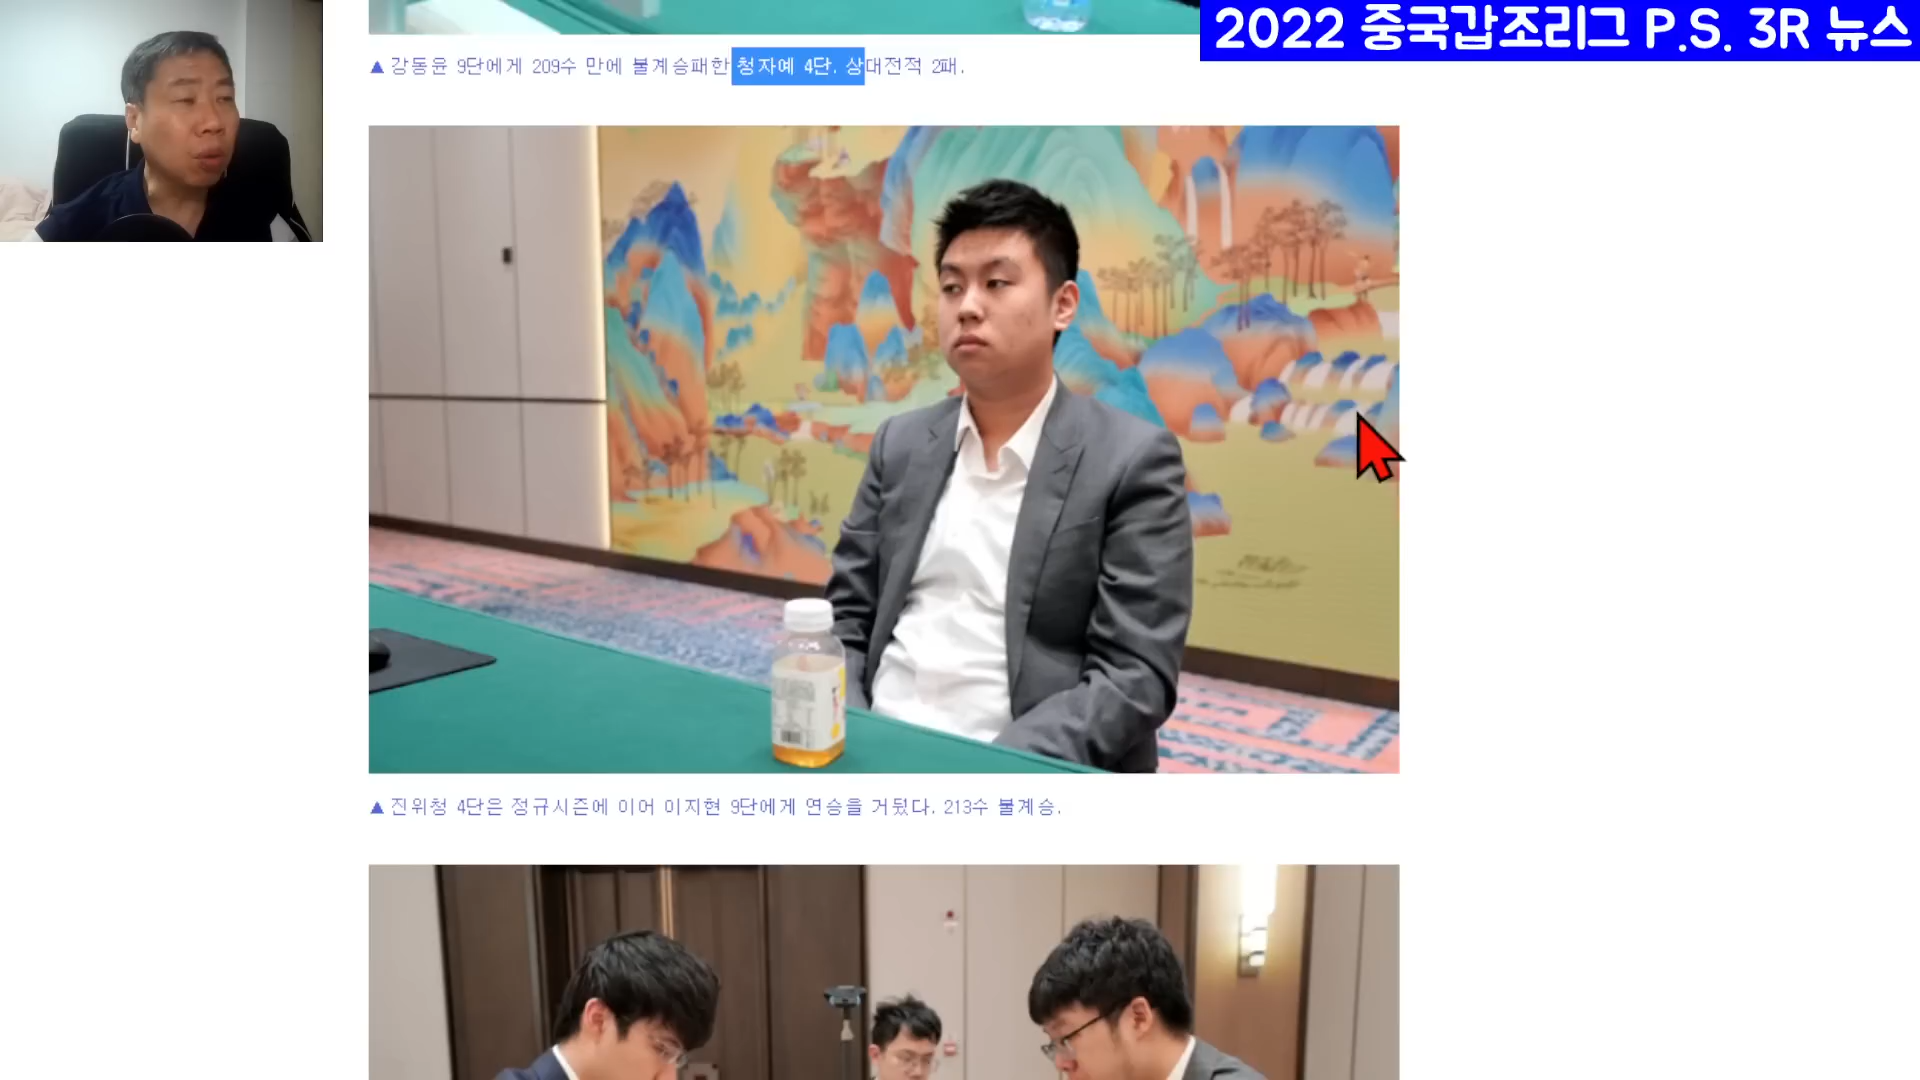 2022 중국갑조리그 P.S. 3R 뉴스
▲ 강동윤 9단에게 209수 만에 불계승패한 청자예 4단. 상대전적 2패.
▲ 진위청 4단은 정규시즌에 이어 이지현 9단에게 연승을 거뒀다. 213수 불계승.